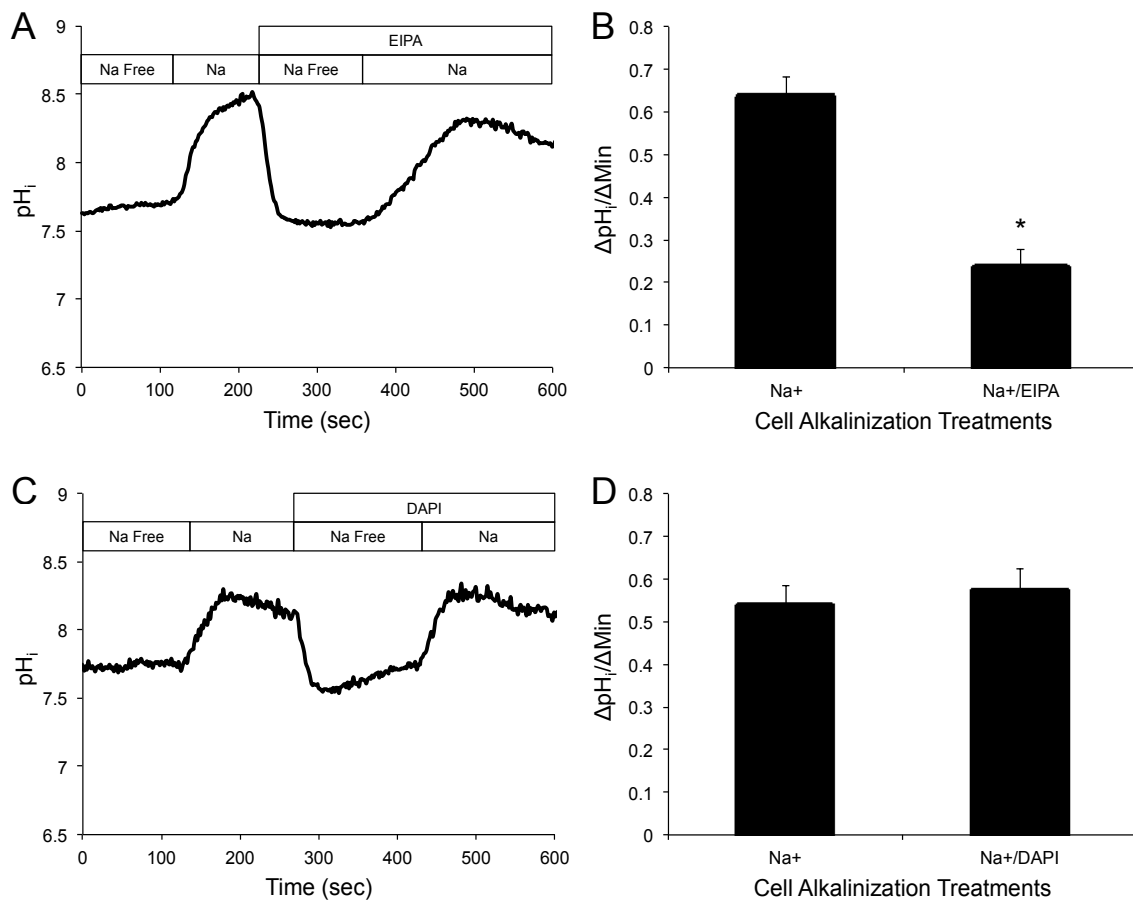 A
EIPA
Na Free Na Na Free Na
9
8.5
8
7.5
7
6.5
pHi
0 100 200 300 400 500 600
Time (sec)
B
0.8
0.7
0.6
0.5
0.4
0.3
0.2
0.1
0
ΔpHi/ΔMin
*
Na+ Na+/EIPA
Cell Alkalinization Treatments
C
DAPI
Na Free Na Na Free Na
9
8.5
8
7.5
7
6.5
pHi
0 100 200 300 400 500 600
Time (sec)
D
0.8
0.7
0.6
0.5
0.4
0.3
0.2
0.1
0
ΔpHi/ΔMin
Na+ Na+/DAPI
Cell Alkalinization Treatments